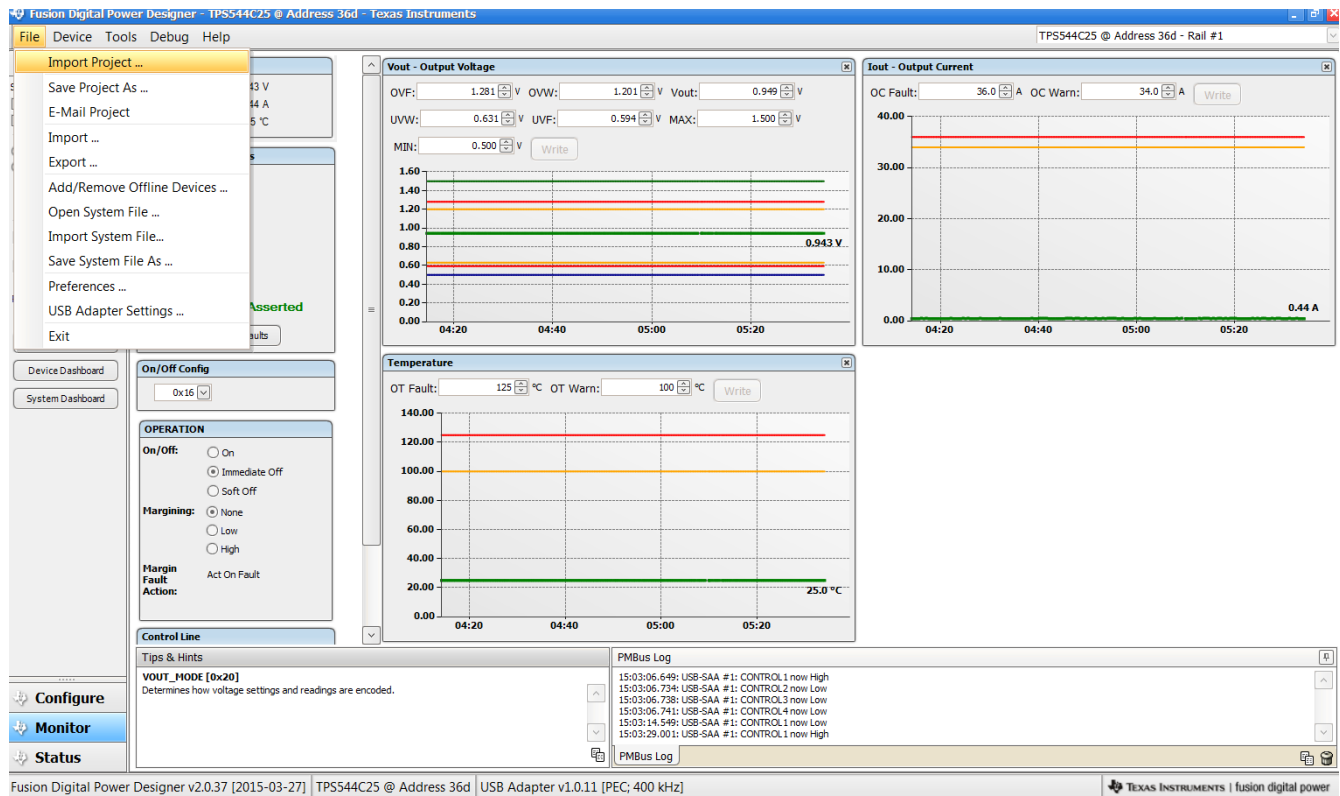 Fusion Digital Power Designer - TPS544C25 @ Address 36d - Texas Instruments
File Device Tools Debug Help
TPS544C25 @ Address 36d - Rail #1
Import Project ...
Save Project As ...
E-Mail Project
Import ...
Export ...
Add/Remove Offline Devices ...
Open System File ...
Import System File...
Save System File As ...
Preferences ...
USB Adapter Settings ...
Exit
Device Dashboard
System Dashboard
Configure
Monitor
Status
Asserted
On/Off Config
0x16
OPERATION
On/Off:
On
Immediate Off
Soft Off
Margining:
None
Low
High
Margin
Fault
Action:
Act On Fault
Control Line
Vout - Output Voltage
OVF: 1.281 V OVW: 1.201 V Vout: 0.949 V
UVW: 0.631 V UVF: 0.594 V MAX: 1.500 V
MIN: 0.500 V Write
1.60
1.40
1.20
1.00
0.80
0.60
0.40
0.20
0.00
0.943 V
04:20 04:40 05:00 05:20
Iout - Output Current
OC Fault: 36.0 A OC Warn: 34.0 A Write
40.00
30.00
20.00
10.00
0.00
0.44 A
04:20 04:40 05:00 05:20
Temperature
OT Fault: 125 ºC OT Warn: 100 ºC Write
140.00
120.00
100.00
80.00
60.00
40.00
20.00
0.00
25.0 ºC
04:20 04:40 05:00 05:20
Tips & Hints
VOUT_MODE [0x20]
Determines how voltage settings and readings are encoded.
PMBus Log
15:03:06.649: USB-SAA #1: CONTROL1 now High
15:03:06.734: USB-SAA #1: CONTROL2 now Low
15:03:06.738: USB-SAA #1: CONTROL3 now Low
15:03:06.741: USB-SAA #1: CONTROL4 now Low
15:03:14.549: USB-SAA #1: CONTROL1 now Low
15:03:29.001: USB-SAA #1: CONTROL1 now High
PMBus Log
Fusion Digital Power Designer v2.0.37 [2015-03-27] TPS544C25 @ Address 36d USB Adapter v1.0.11 [PEC; 400 kHz]
TEXAS INSTRUMENTS | fusion digital power